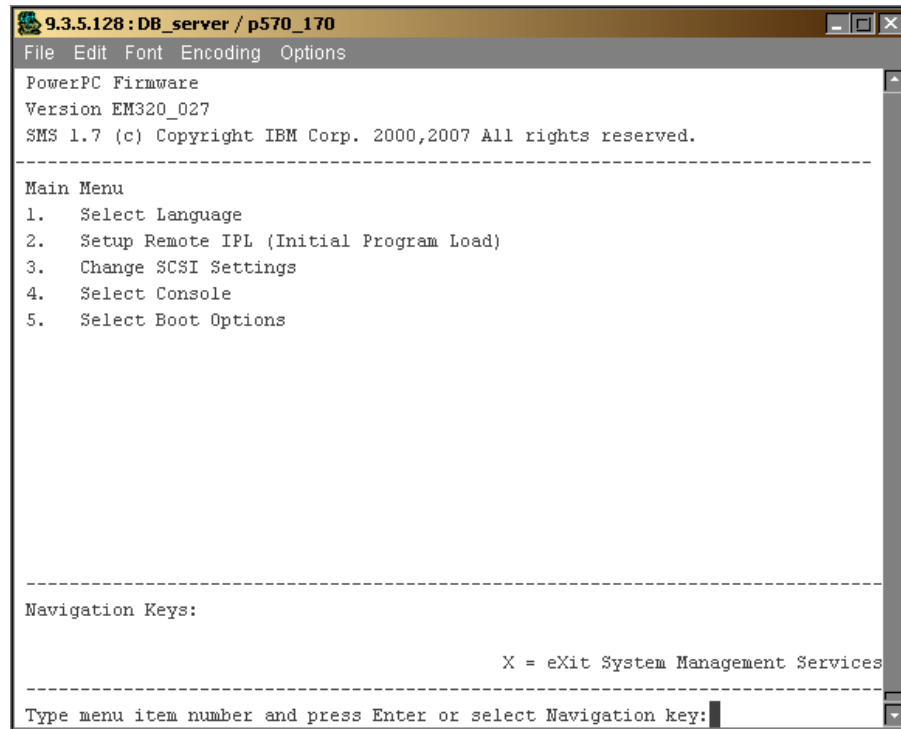 9.3.5.128 : DB_server / p570_170
File Edit Font Encoding Options
PowerPC Firmware
Version EM320_027
SMS 1.7 (c) Copyright IBM Corp. 2000,2007 All rights reserved.
-------------------------------------------------------------------------------
Main Menu
1. Select Language
2. Setup Remote IPL (Initial Program Load)
3. Change SCSI Settings
4. Select Console
5. Select Boot Options
-------------------------------------------------------------------------------
Navigation Keys:
X = eXit System Management Services
-------------------------------------------------------------------------------
Type menu item number and press Enter or select Navigation key: